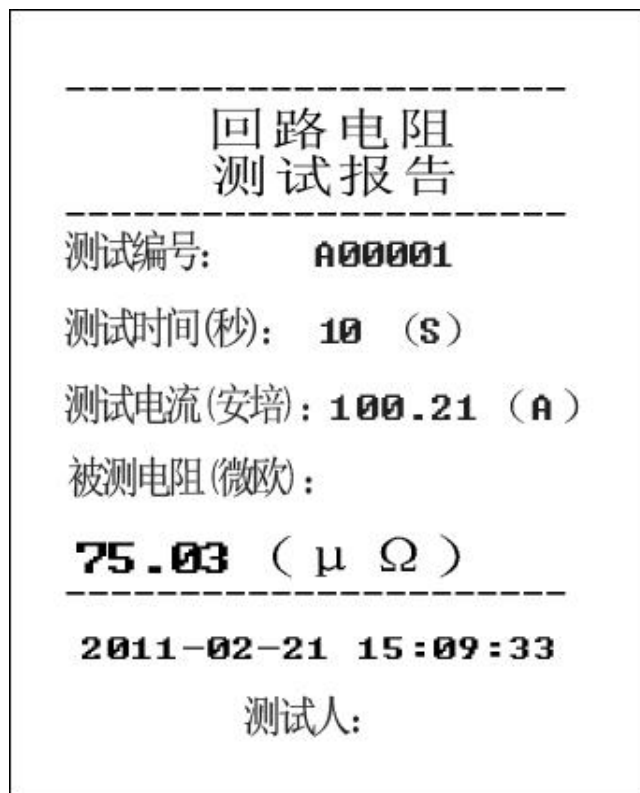 回路电阻
测试报告
测试编号: A00001
测试时间(秒): 10 (S)
测试电流(安培): 100.21 (A)
被测电阻(微欧):
75.03 (μ Ω)
2011-02-21 15:09:33
测试人: